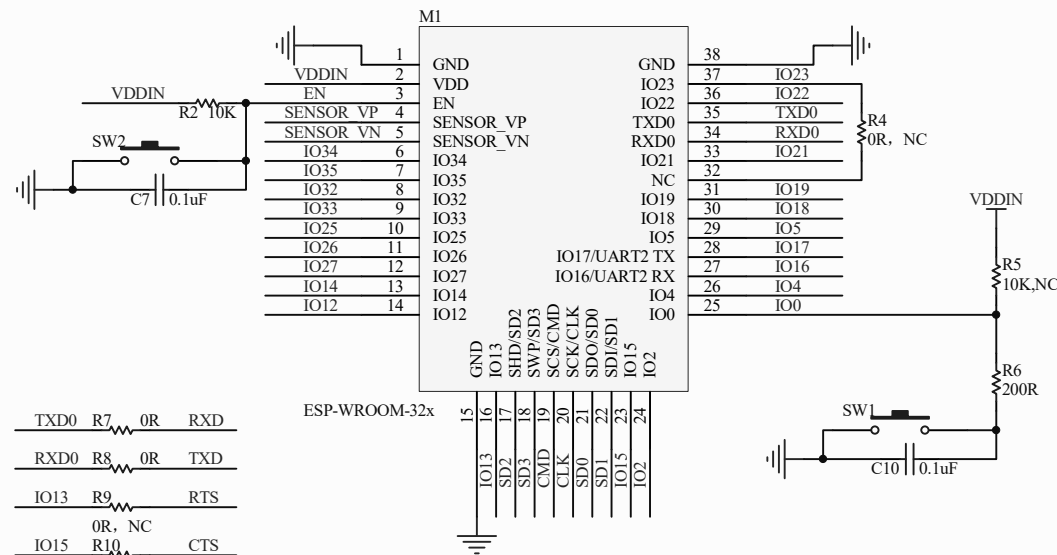 M1
1
GND
VDDIN
2
VDD
EN
3
EN
SENSOR_VP
4
SENSOR_VP
SENSOR_VN
5
SENSOR_VN
IO34
6
IO34
IO35
7
IO35
IO32
8
IO32
IO33
9
IO33
IO25
10
IO25
IO26
11
IO26
IO27
12
IO27
IO14
13
IO14
IO12
14
IO12
VDDIN
R2 10K
SW2
C7 0.1uF
38
GND
37
IO23
IO23
36
IO22
IO22
35
TXD0
TXD0
34
RXD0
RXD0
33
IO21
IO21
32
NC
31
IO19
IO19
30
IO18
IO18
29
IO5
IO5
28
IO17/UART2 TX
IO17
27
IO16/UART2 RX
IO16
26
IO4
IO4
25
IO0
IO0
R4
0R, NC
VDDIN
R5
10K,NC
R6
200R
SW1
C10 0.1uF
GND
IO13
SHD/SD2
SWP/SD3
SCS/CMD
SCK/CLK
SDO/SD0
SDI/SD1
IO15
IO2
ESP-WROOM-32x
15
16
17
18
19
20
21
22
23
24
IO13
SD2
SD3
CMD
CLK
SD0
SD1
IO15
IO2
TXD0 R7 0R RXD
RXD0 R8 0R TXD
IO13 R9 RTS
0R, NC
IO15 R10 CTS